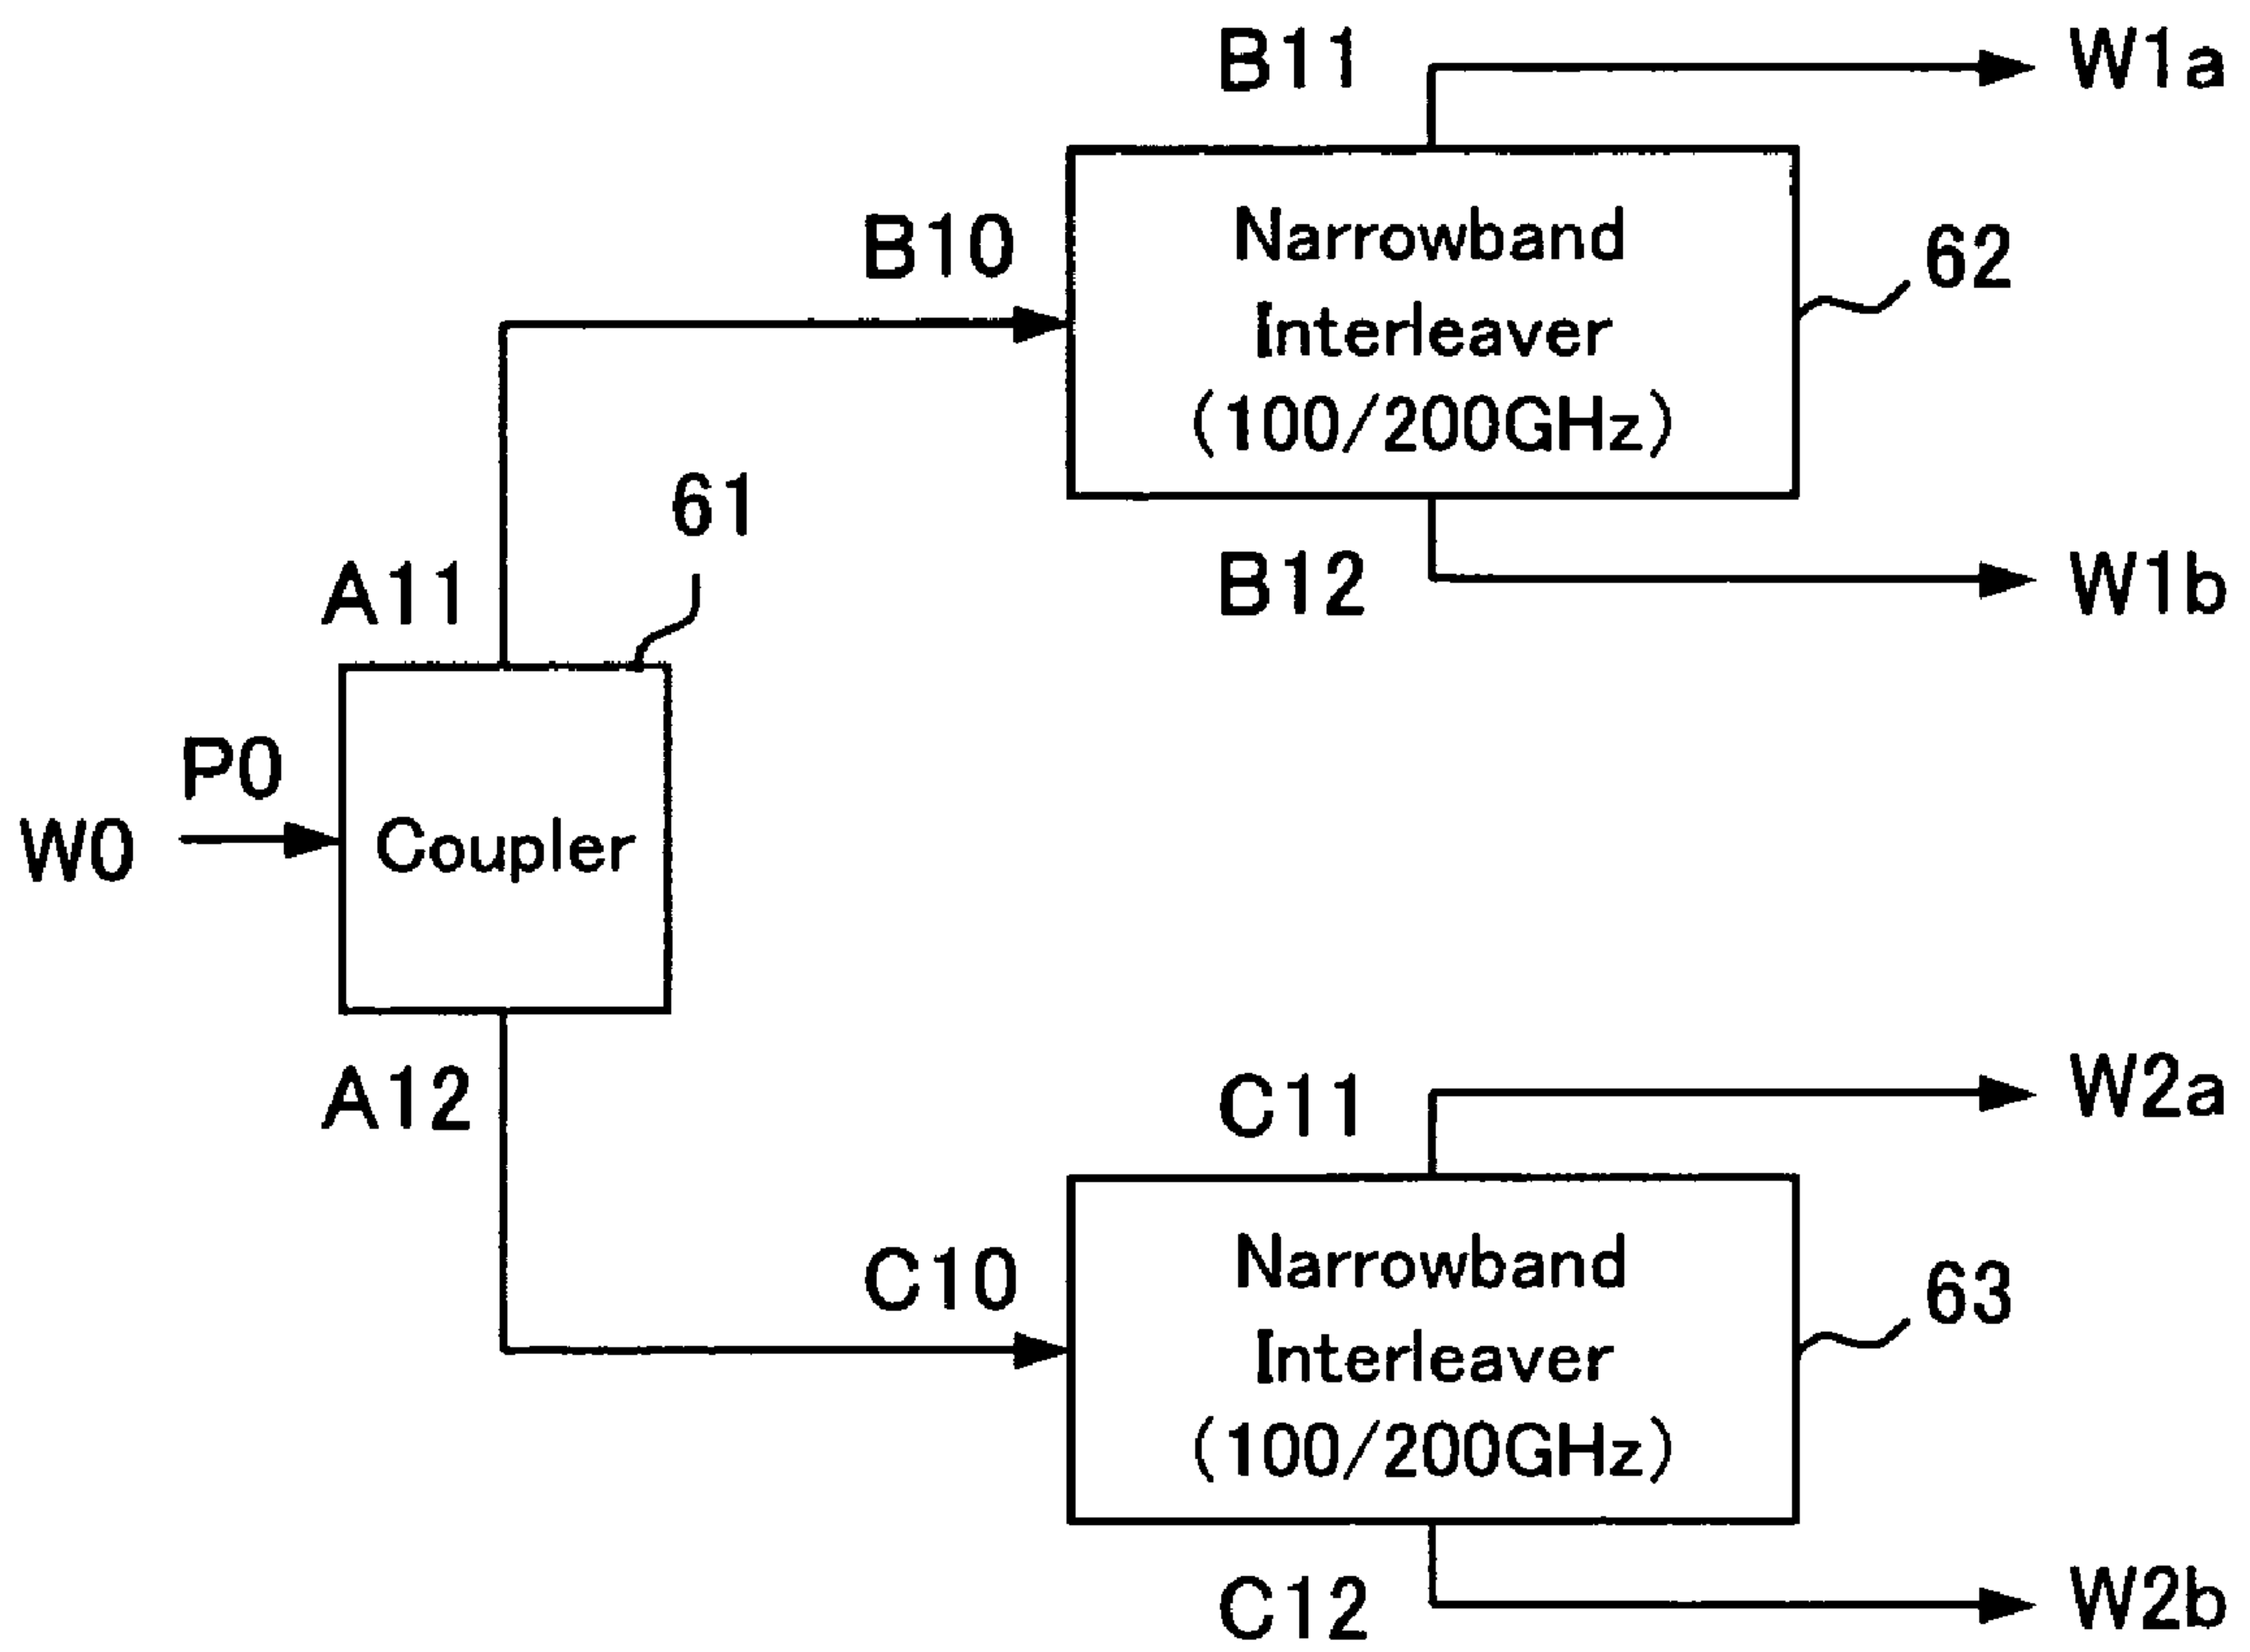 B11
W1a
B10
Narrowband
Interleaver
(100/200GHz)
62
61
A11
B12
W1b
P0
W0
Coupler
A12
C11
W2a
C10
Narrowband
Interleaver
(100/200GHz)
63
C12
W2b